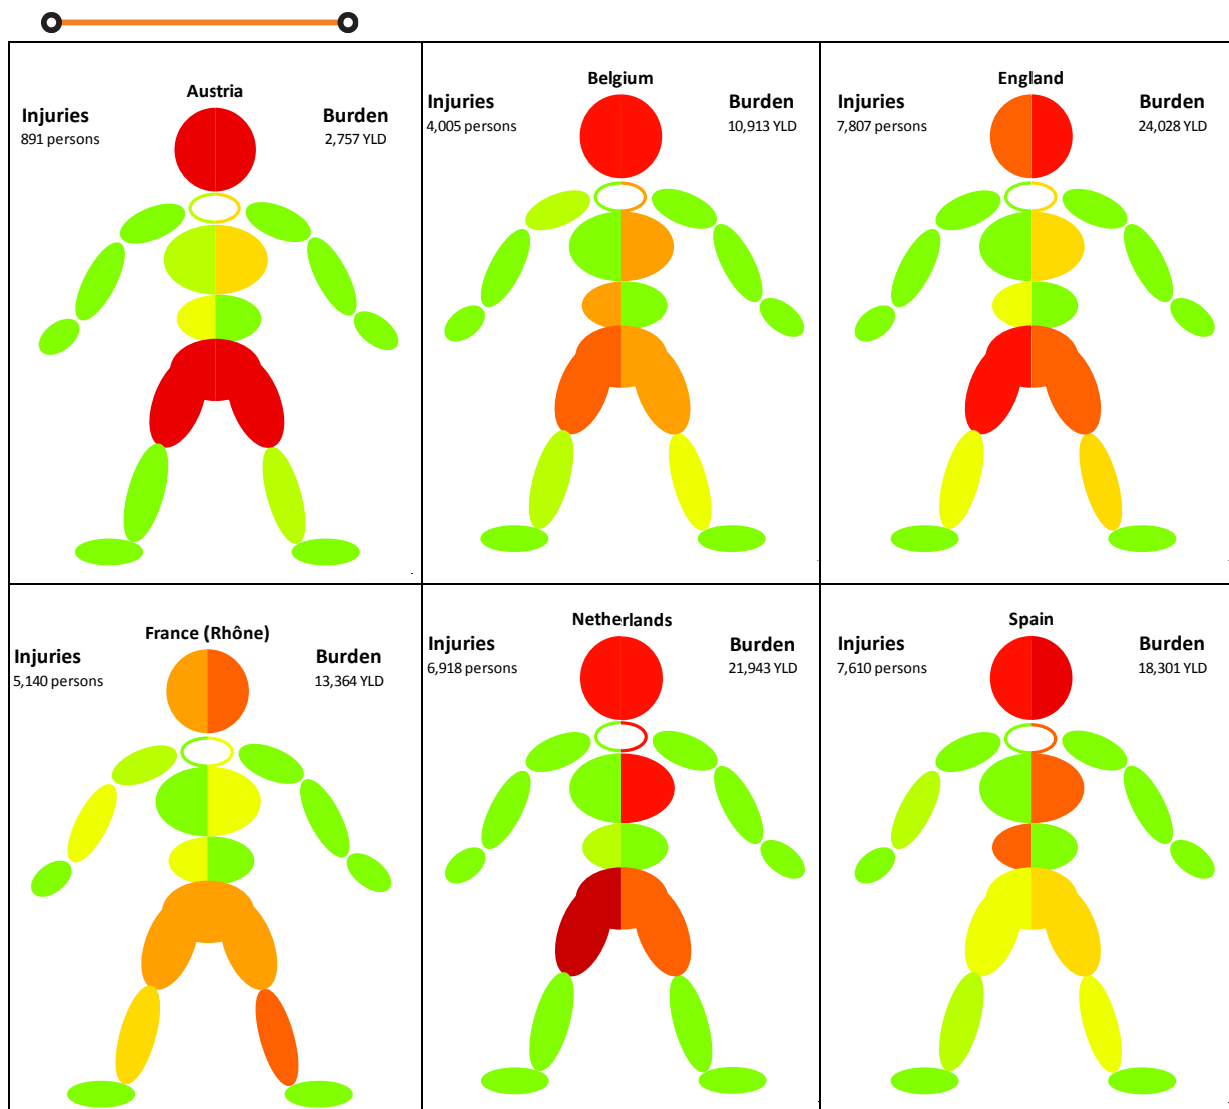 Austria
Injuries
891 persons
Burden
2,757 YLD
Belgium
Injuries
4,005 persons
Burden
10,913 YLD
England
Injuries
7,807 persons
Burden
24,028 YLD
France (Rhône)
Injuries
5,140 persons
Burden
13,364 YLD
Netherlands
Injuries
6,918 persons
Burden
21,943 YLD
Spain
Injuries
7,610 persons
Burden
18,301 YLD